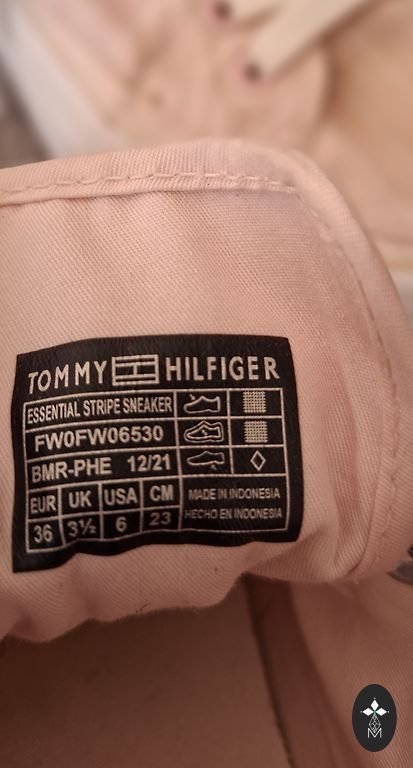 TOMMY HILFIGER
ESSENTIAL STRIPE SNEAKER
FW0FW06530
BMR-PHE 12/21
EUR UK USA CM
36 3½ 6 23
MADE IN INDONESIA
HECHO EN INDONESIA
M